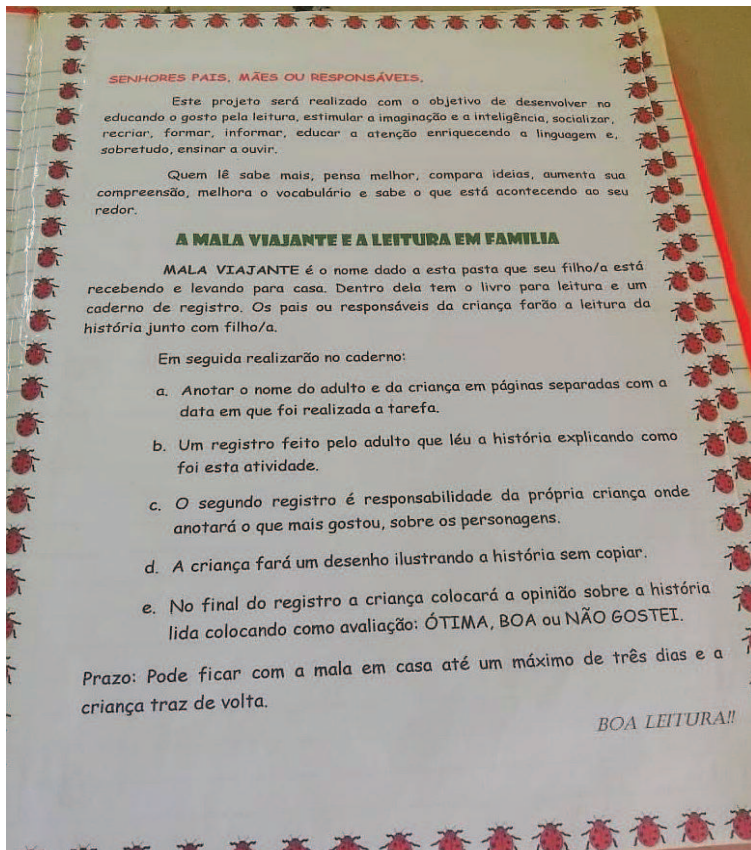 SENHORES PAIS, MÃES OU RESPONSÁVEIS,
Este projeto será realizado com o objetivo de desenvolver no
educando o gosto pela leitura, estimular a imaginação e a inteligência, socializar,
recriar, formar, informar, educar a atenção enriquecendo a linguagem e,
sobretudo, ensinar a ouvir.
Quem lê sabe mais, pensa melhor, compara ideias, aumenta sua
compreensão, melhora o vocabulário e sabe o que está acontecendo ao seu
redor.
A MALA VIAJANTE E A LEITURA EM FAMILIA
MALA VIAJANTE é o nome dado a esta pasta que seu filho/a está
recebendo e levando para casa. Dentro dela tem o livro para leitura e um
caderno de registro. Os pais ou responsáveis da criança farão a leitura da
história junto com filho/a.
Em seguida realizarão no caderno:
a. Anotar o nome do adulto e da criança em páginas separadas com a
data em que foi realizada a tarefa.
b. Um registro feito pelo adulto que léu a história explicando como
foi esta atividade.
c. O segundo registro é responsabilidade da própria criança onde
anotará o que mais gostou, sobre os personagens.
d. A criança fará um desenho ilustrando a história sem copiar.
e. No final do registro a criança colocará a opinião sobre a história
lida colocando como avaliação: ÓTIMA, BOA ou NÃO GOSTEI.
Prazo: Pode ficar com a mala em casa até um máximo de três dias e a
criança traz de volta.
BOA LEITURA!!